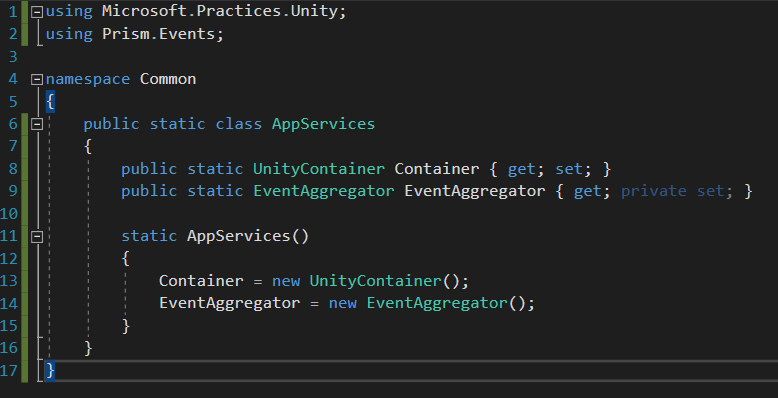 1 using Microsoft.Practices.Unity;
2 using Prism.Events;
3
4 namespace Common
5 {
6 public static class AppServices
7 {
8 public static UnityContainer Container { get; set; }
9 public static EventAggregator EventAggregator { get; private set; }
10
11 static AppServices()
12 {
13 Container = new UnityContainer();
14 EventAggregator = new EventAggregator();
15 }
16 }
17 }